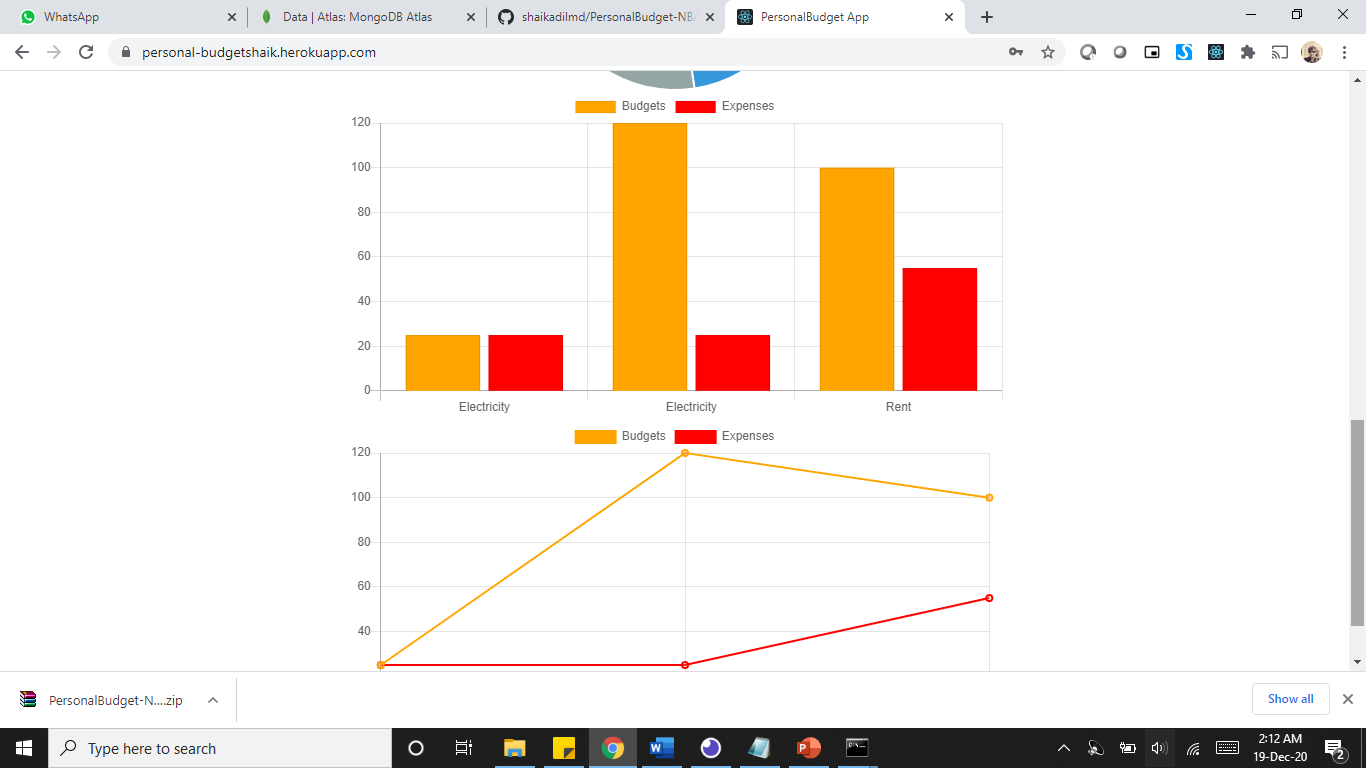 WhatsApp
Data | Atlas: MongoDB Atlas
shaikadilmd/PersonalBudget-NB
PersonalBudget App
personal-budgetshaik.herokuapp.com
Budgets Expenses
120
100
80
60
40
20
0
Electricity Electricity Rent
Budgets Expenses
120
100
80
60
40
PersonalBudget-N....zip
Show all
Type here to search
2:12 AM
19-Dec-20
2